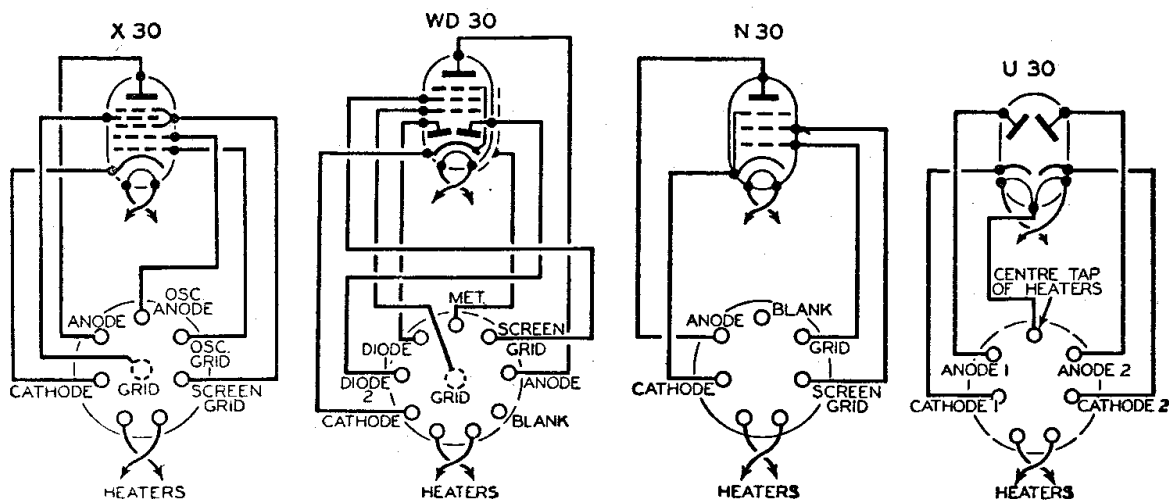 X 30
ANODE
OSC
ANODE
OSC
GRID
CATHODE
GRID
SCREEN
GRID
HEATERS
WD 30
MET.
DIODE
SCREEN
GRID
DIODE
2
GRID
ANODE
CATHODE
BLANK
HEATERS
N 30
ANODE
BLANK
GRID
CATHODE
SCREEN
GRID
HEATERS
U 30
CENTRE TAP
OF HEATERS
ANODE 1
ANODE 2
CATHODE 1
CATHODE 2
HEATERS